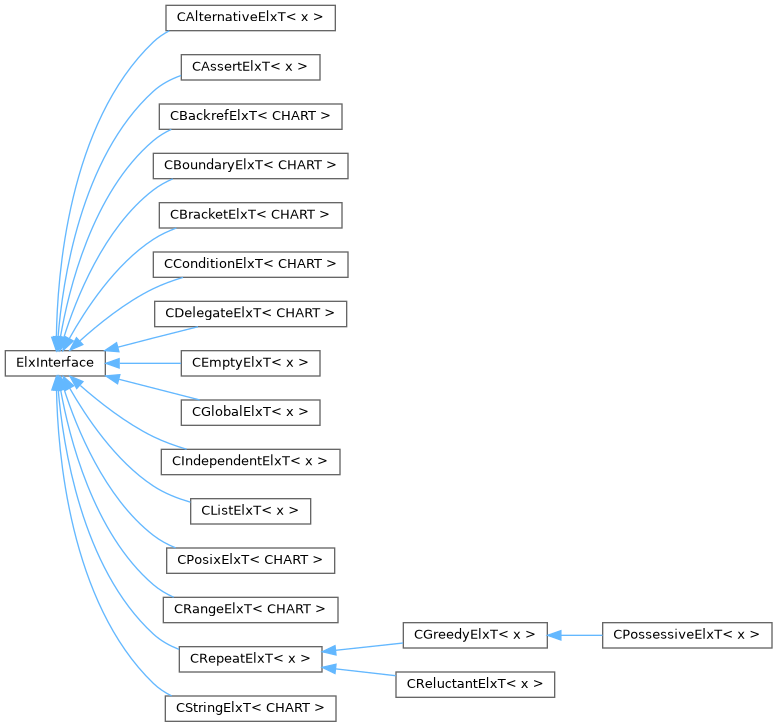 CAlternativeElxT< x >
CAssertElxT< x >
CBackrefElxT< CHART >
CBoundaryElxT< CHART >
CBracketElxT< CHART >
CConditionElxT< CHART >
CDelegateElxT< CHART >
ElxInterface
CEmptyElxT< x >
CGlobalElxT< x >
CIndependentElxT< x >
CListElxT< x >
CPosixElxT< CHART >
CRangeElxT< CHART >
CRepeatElxT< x >
CGreedyElxT< x >
CPossessiveElxT< x >
CReluctantElxT< x >
CStringElxT< CHART >